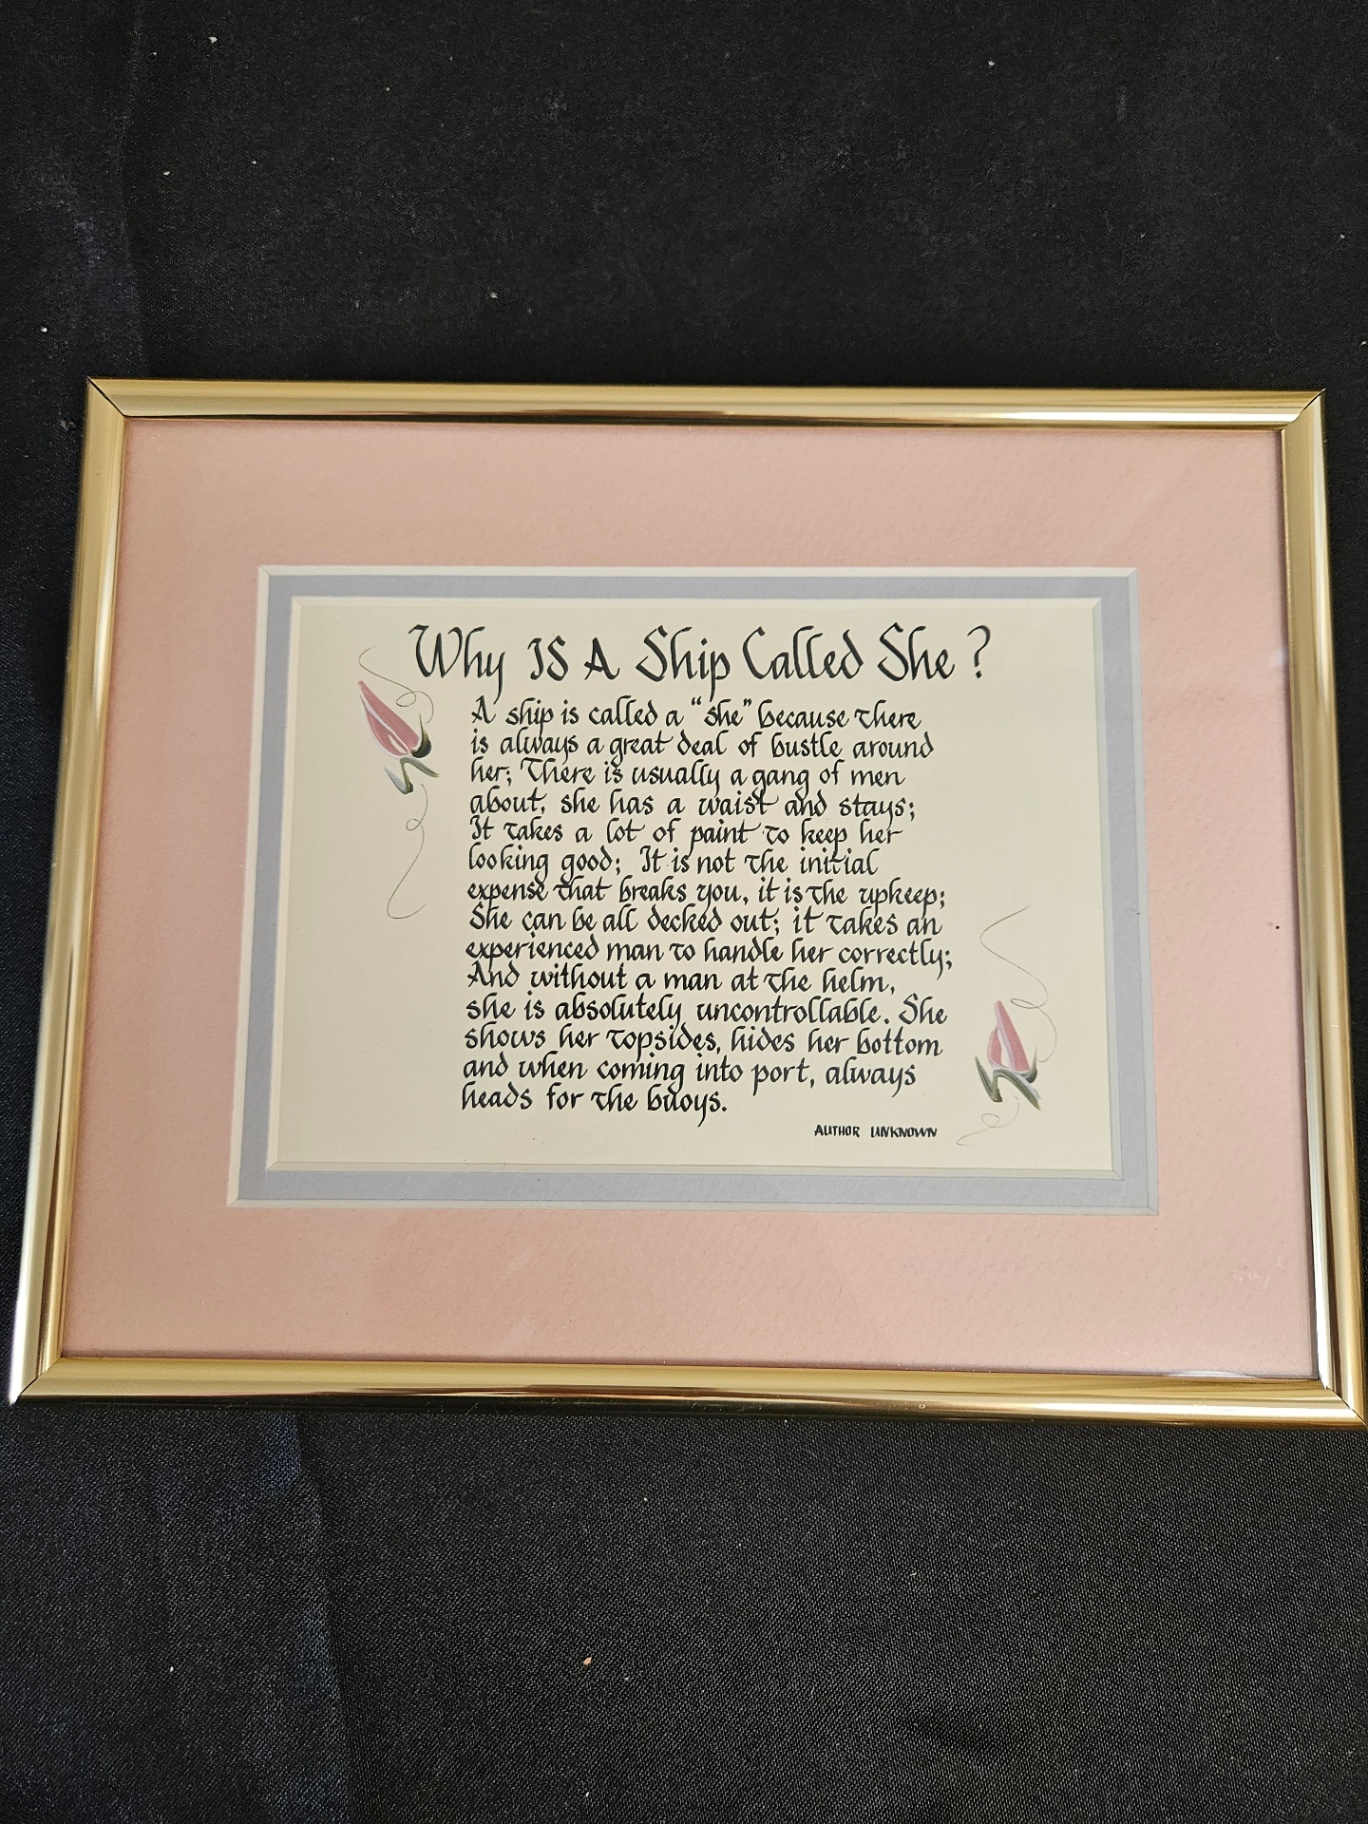 Why IS A Ship Called She?
A ship is called a "she" because there
is always a great deal of bustle around
her; There is usually a gang of men
about, she has a waist and stays;
It takes a lot of paint to keep her
looking good; It is not the initial
expense that breaks you, it is the upkeep;
She can be all decked out; it takes an
experienced man to handle her correctly;
And without a man at the helm,
she is absolutely uncontrollable. She
shows her topsides, hides her bottom
and when coming into port, always
heads for the buoys.
AUTHOR UNKNOWN